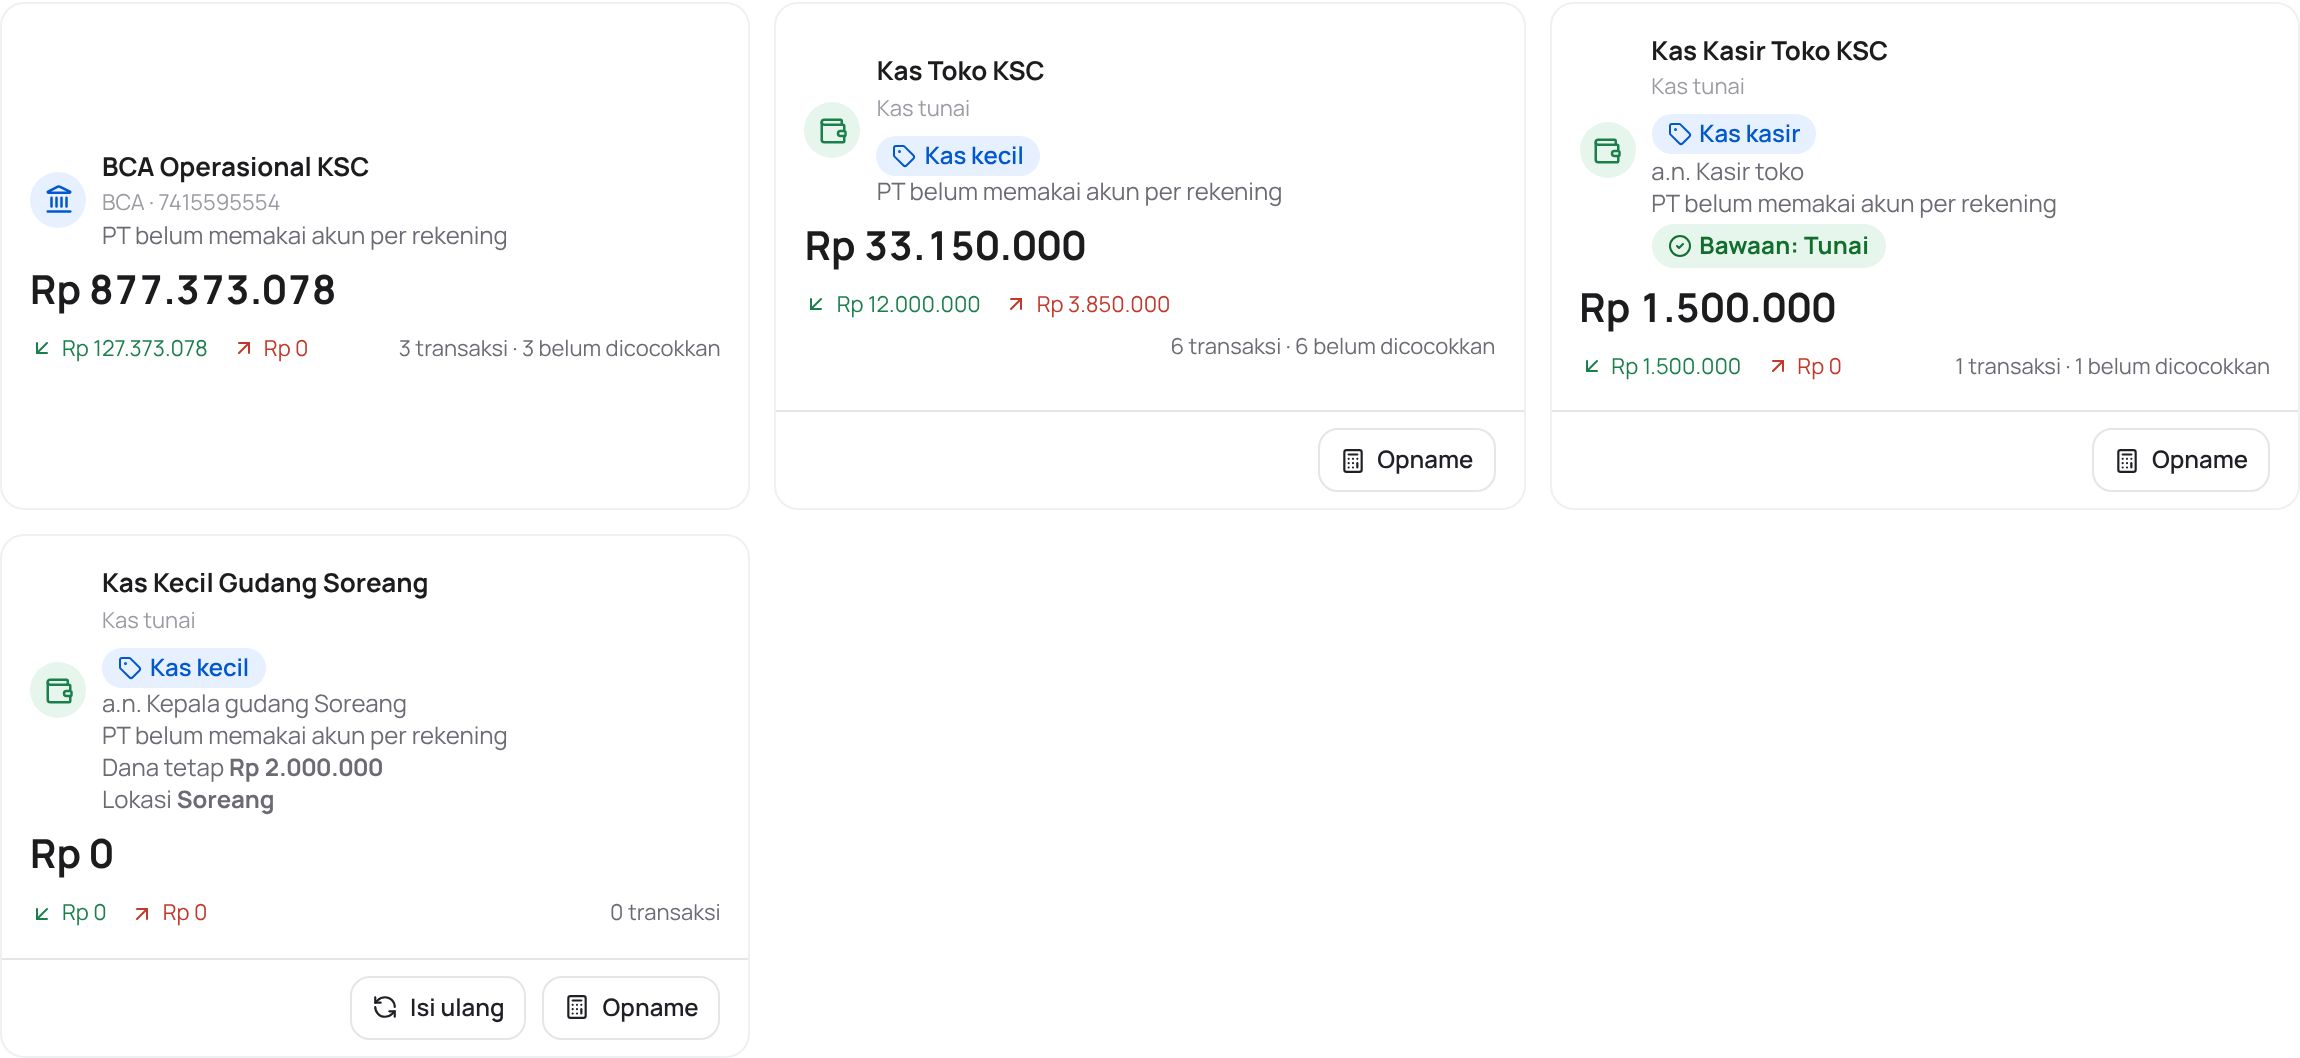 BCA Operasional KSC
BCA · 7415595554
PT belum memakai akun per rekening
Rp 877.373.078
Rp 127.373.078 Rp 0 3 transaksi · 3 belum dicocokkan
Kas Toko KSC
Kas tunai
Kas kecil
PT belum memakai akun per rekening
Rp 33.150.000
Rp 12.000.000 Rp 3.850.000
6 transaksi · 6 belum dicocokkan
Opname
Kas Kasir Toko KSC
Kas tunai
Kas kasir
a.n. Kasir toko
PT belum memakai akun per rekening
Bawaan: Tunai
Rp 1.500.000
Rp 1.500.000 Rp 0 1 transaksi · 1 belum dicocokkan
Opname
Kas Kecil Gudang Soreang
Kas tunai
Kas kecil
a.n. Kepala gudang Soreang
PT belum memakai akun per rekening
Dana tetap Rp 2.000.000
Lokasi Soreang
Rp 0
Rp 0 Rp 0 0 transaksi
Isi ulang Opname